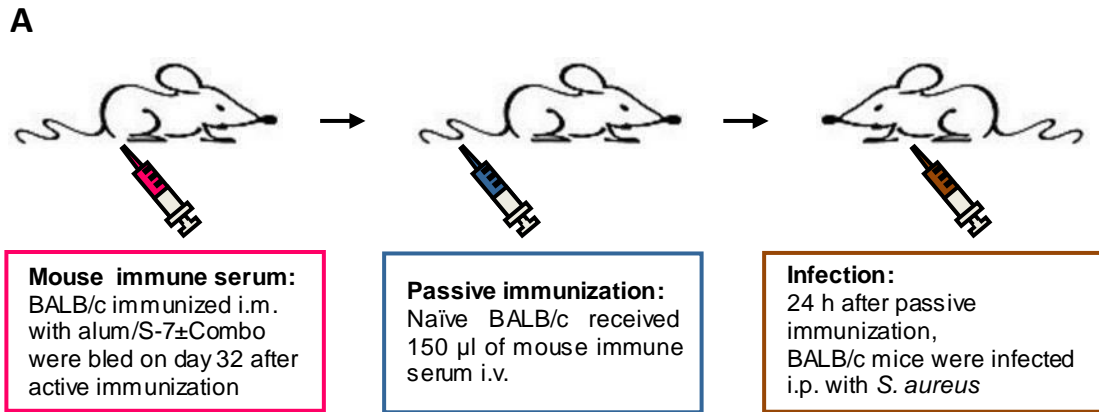 A
Mouse immune serum:
BALB/c immunized i.m.
with alum/S-7±Combo
were bled on day 32 after
active immunization
Passive immunization:
Naïve BALB/c received
150 µl of mouse immune
serum i.v.
Infection:
24 h after passive
immunization,
BALB/c mice were infected
i.p. with S. aureus